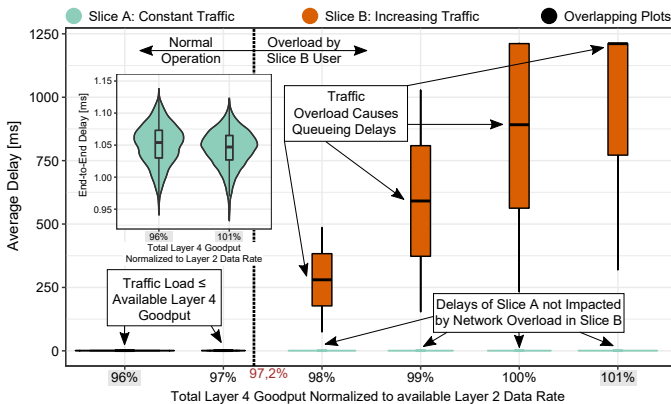 Slice A: Constant Traffic
Slice B: Increasing Traffic
Overlapping Plots
Average Delay [ms]
1250
1000
750
500
250
0
Normal
Operation
Overload by
Slice B User
End-to-End Delay [ms]
1.15
1.10
1.05
1.00
0.95
96%
101%
Total Layer 4 Goodput
Normalized to Layer 2 Data Rate
Traffic
Overload Causes
Queueing Delays
Traffic Load ≤
Available Layer 4
Goodput
Delays of Slice A not Impacted
by Network Overload in Slice B
96%
97%
97,2%
98%
99%
100%
101%
Total Layer 4 Goodput Normalized to available Layer 2 Data Rate